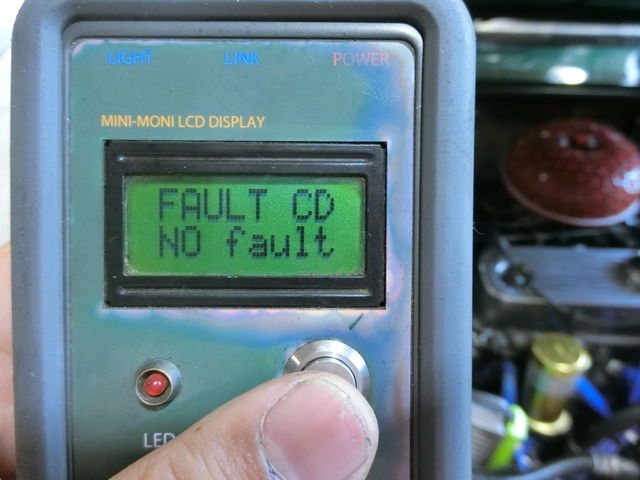 LIGHT LINK POWER
MINI-MONI LCD DISPLAY
FAULT CD
NO fault
LED